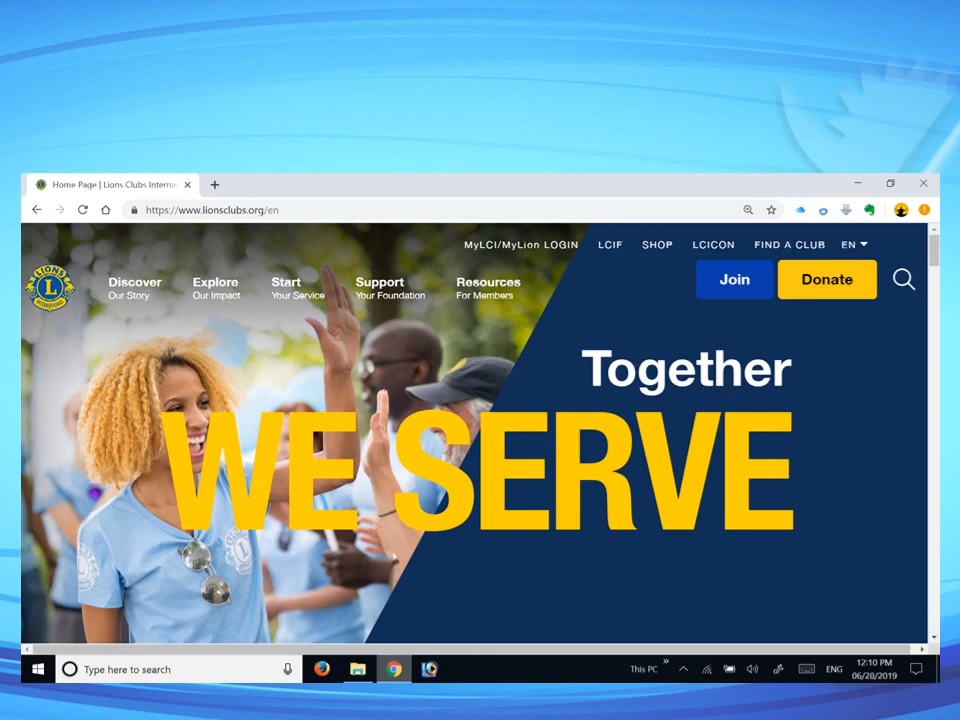 Home Page | Lions Clubs Interna
https://www.lionsclubs.org/en
MyLCI/MyLion LOGIN LCIF SHOP LCICON FIND A CLUB EN
LIONS
L
INTERNATIONAL
Discover Explore Start Support Resources
Our Story Our Impact Your Service Your Foundation For Members
Join Donate
Together
WE SERVE
Type here to search
This PC » ENG 12:10 PM
06/28/2019